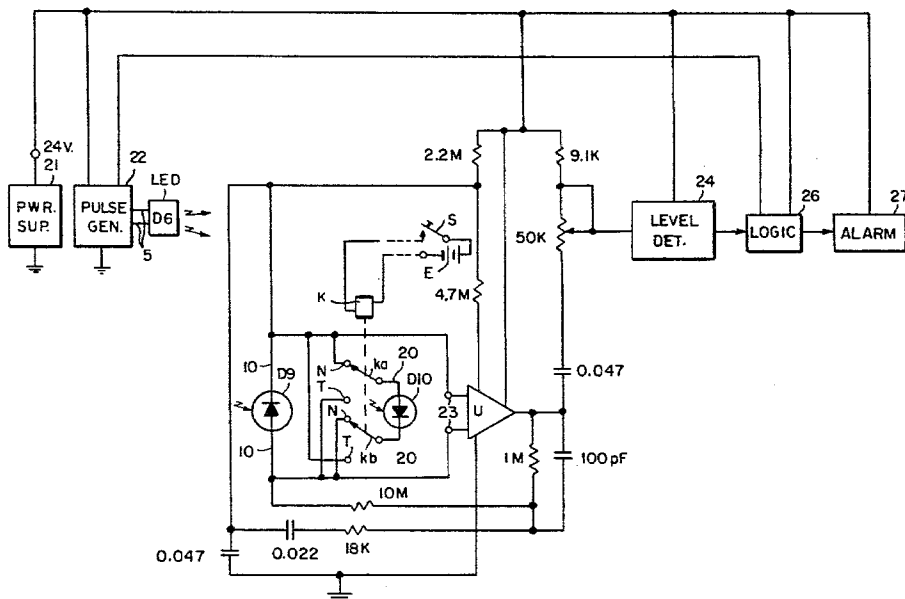 24V.
21
22
LED
PWR. SUP.
PULSE GEN.
D6
5
2.2M
9.1K
24
26
27
LEVEL DET.
LOGIC
ALARM
50K
S
E
K
4.7M
10
D9
N
ka
20
D10
T
N
23
U
0.047
10
T
kb
20
1M
100pF
10M
0.022
18K
0.047